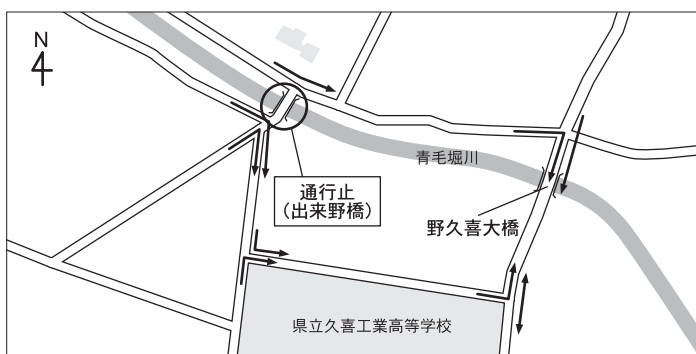 N
青毛堀川
通行止
（出来野橋）
野久喜大橋
県立久喜工業高等学校